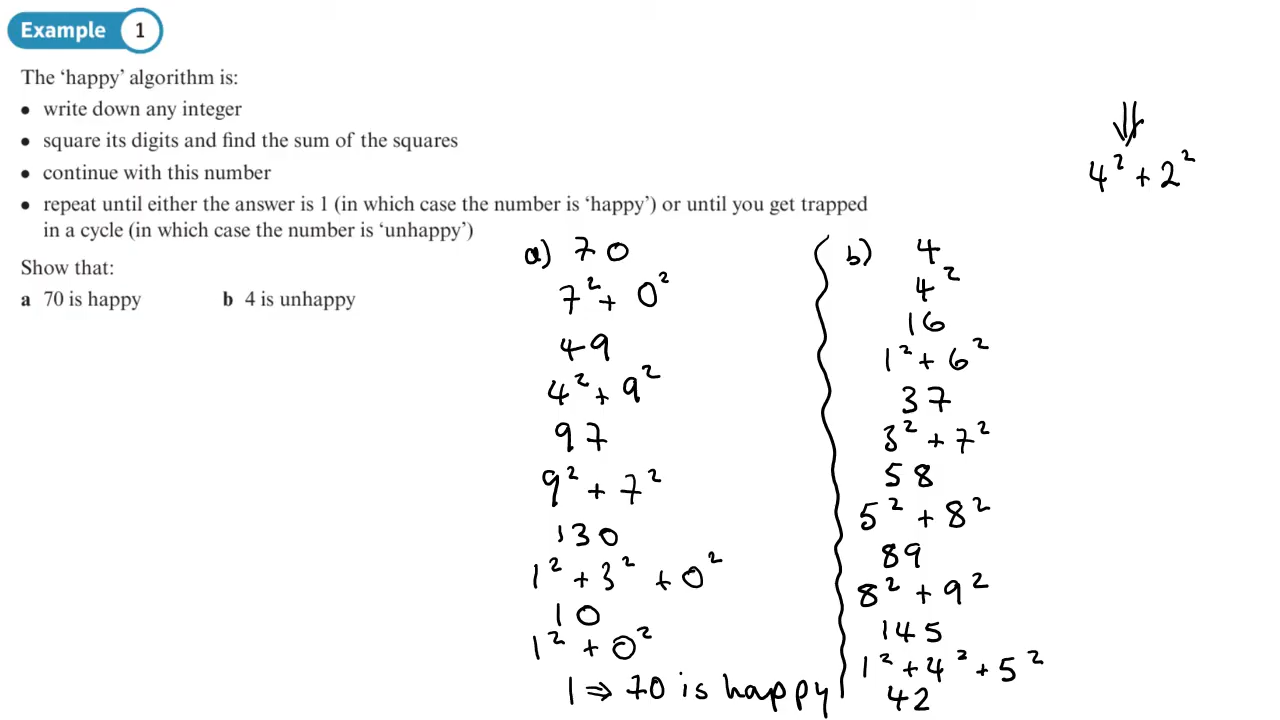 Example 1
The ‘happy’ algorithm is:
• write down any integer
• square its digits and find the sum of the squares
• continue with this number
• repeat until either the answer is 1 (in which case the number is ‘happy’) or until you get trapped
in a cycle (in which case the number is ‘unhappy’)
Show that:
a 70 is happy b 4 is unhappy
a) 70
7² + 0²
49
4² + 9²
97
9² + 7²
130
1² + 3² + 0²
10
1² + 0²
1 ⇒ 70 is happy
b) 4
4²
16
1² + 6²
37
3² + 7²
58
5² + 8²
89
8² + 9²
145
1² + 4² + 5²
42
⇓
4² + 2²